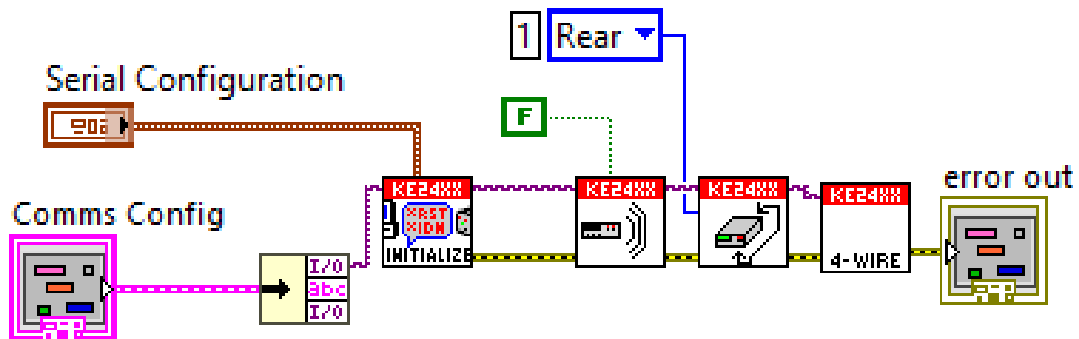 1 Rear
Serial Configuration
F
Comms Config
KE24XX
*RST
*IDN
INITIALIZE
KE24XX
KE24XX
KE24XX
4-WIRE
error out
I/O
abc
I/O